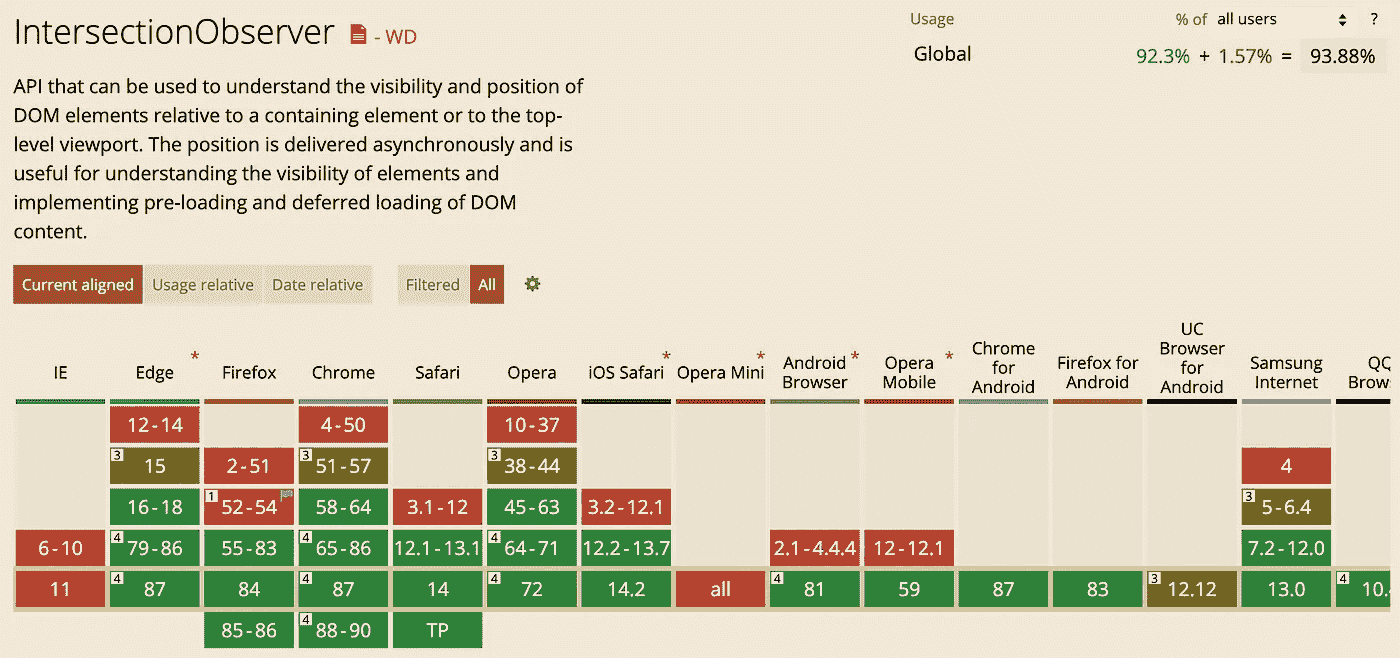 IntersectionObserver - WD
Usage % of all users ?
Global 92.3% + 1.57% = 93.88%
API that can be used to understand the visibility and position of
DOM elements relative to a containing element or to the top-
level viewport. The position is delivered asynchronously and is
useful for understanding the visibility of elements and
implementing pre-loading and deferred loading of DOM
content.
Current aligned Usage relative Date relative Filtered All
IE
Edge *
Firefox
Chrome
Safari
Opera
iOS Safari *
Opera Mini *
Android *
Browser
Opera *
Mobile
Chrome
for
Android
Firefox for
Android
UC
Browser
for
Android
Samsung
Internet
QQ
Brows
12-14 4-50 10-37
3 15 2-51 3 51-57 3 38-44 4
16-18 1 52-54 58-64 3.1-12 45-63 3.2-12.1 3 5-6.4
6-10 4 79-86 55-83 4 65-86 12.1-13.1 4 64-71 12.2-13.7 2.1-4.4.4 12-12.1 7.2-12.0
11 4 87 84 4 87 14 4 72 14.2 all 4 81 59 87 83 3 12.12 13.0 4 10.
85-86 4 88-90 TP